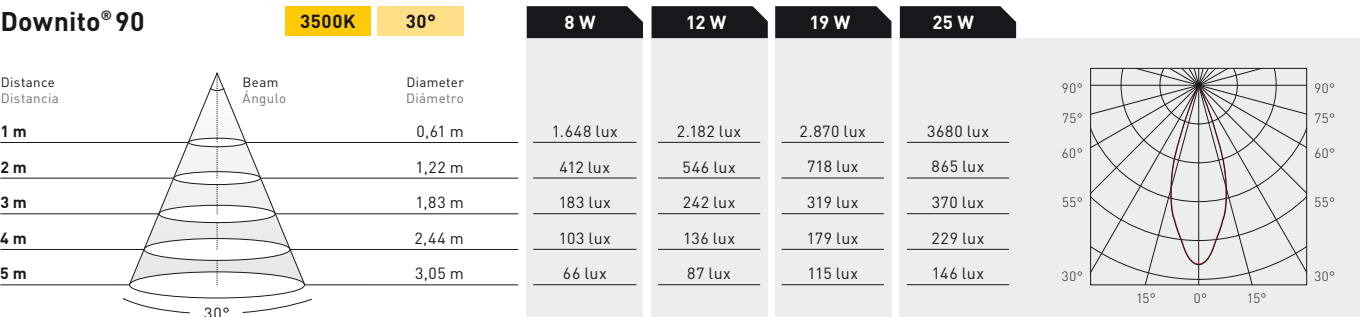 Downito® 90 3500K 30° 8 W 12 W 19 W 25 W
Distance Beam Diameter
Distancia Ángulo Diámetro
1 m 0,61 m 1.648 lux 2.182 lux 2.870 lux 3680 lux
2 m 1,22 m 412 lux 546 lux 718 lux 865 lux
3 m 1,83 m 183 lux 242 lux 319 lux 370 lux
4 m 2,44 m 103 lux 136 lux 179 lux 229 lux
5 m 3,05 m 66 lux 87 lux 115 lux 146 lux
30°
90° 90°
75° 75°
60° 60°
55° 55°
30° 30°
15° 0° 15°